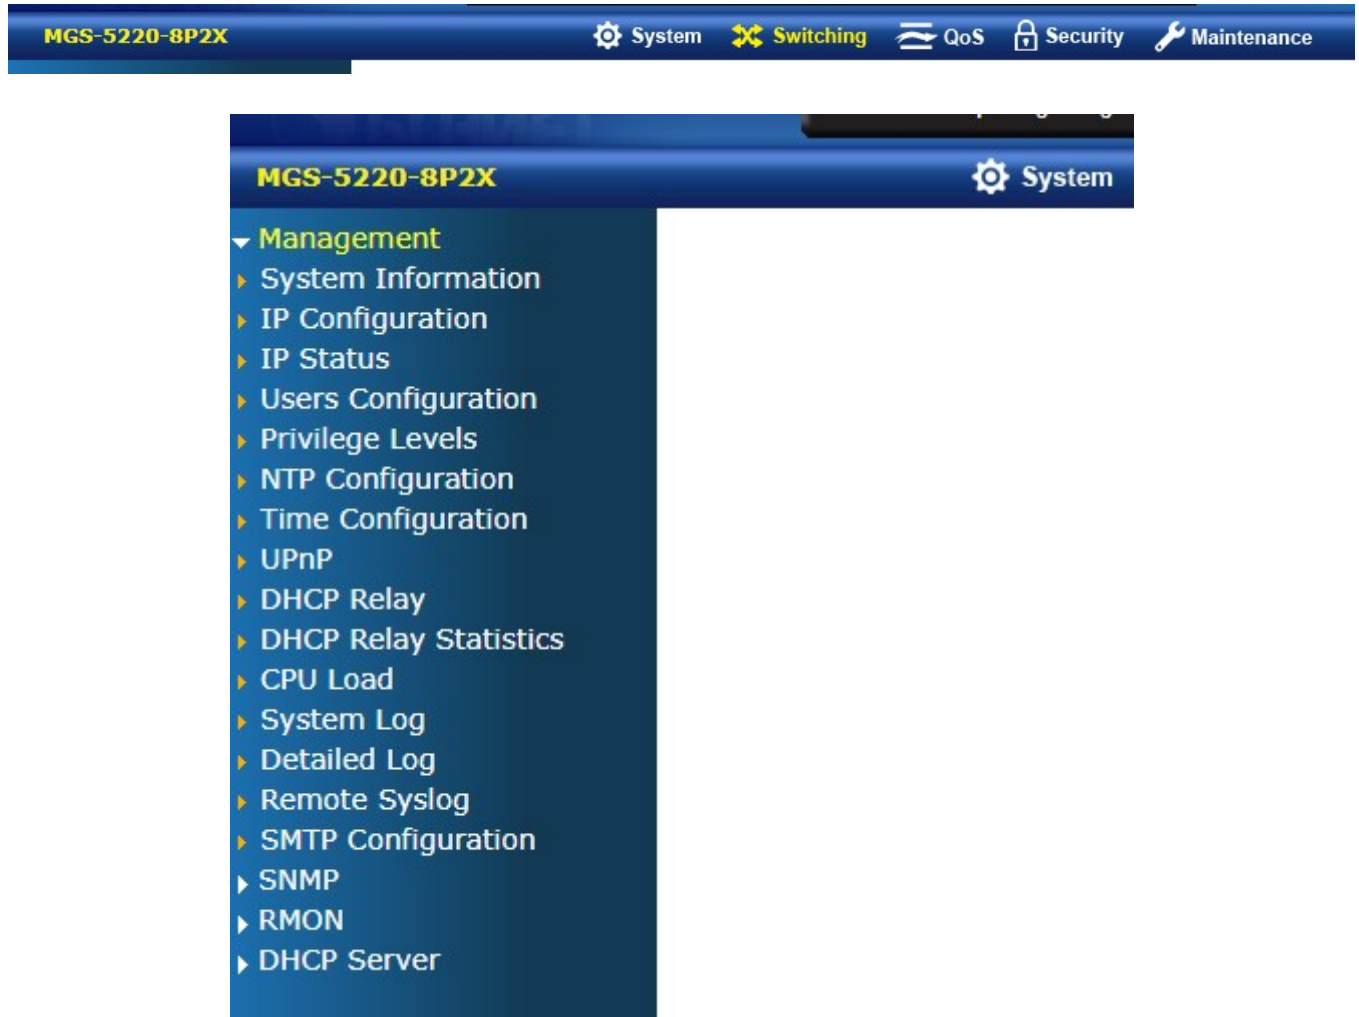 MGS-5220-8P2X System Switching QoS Security Maintenance
MGS-5220-8P2X System
Management
System Information
IP Configuration
IP Status
Users Configuration
Privilege Levels
NTP Configuration
Time Configuration
UPnP
DHCP Relay
DHCP Relay Statistics
CPU Load
System Log
Detailed Log
Remote Syslog
SMTP Configuration
SNMP
RMON
DHCP Server